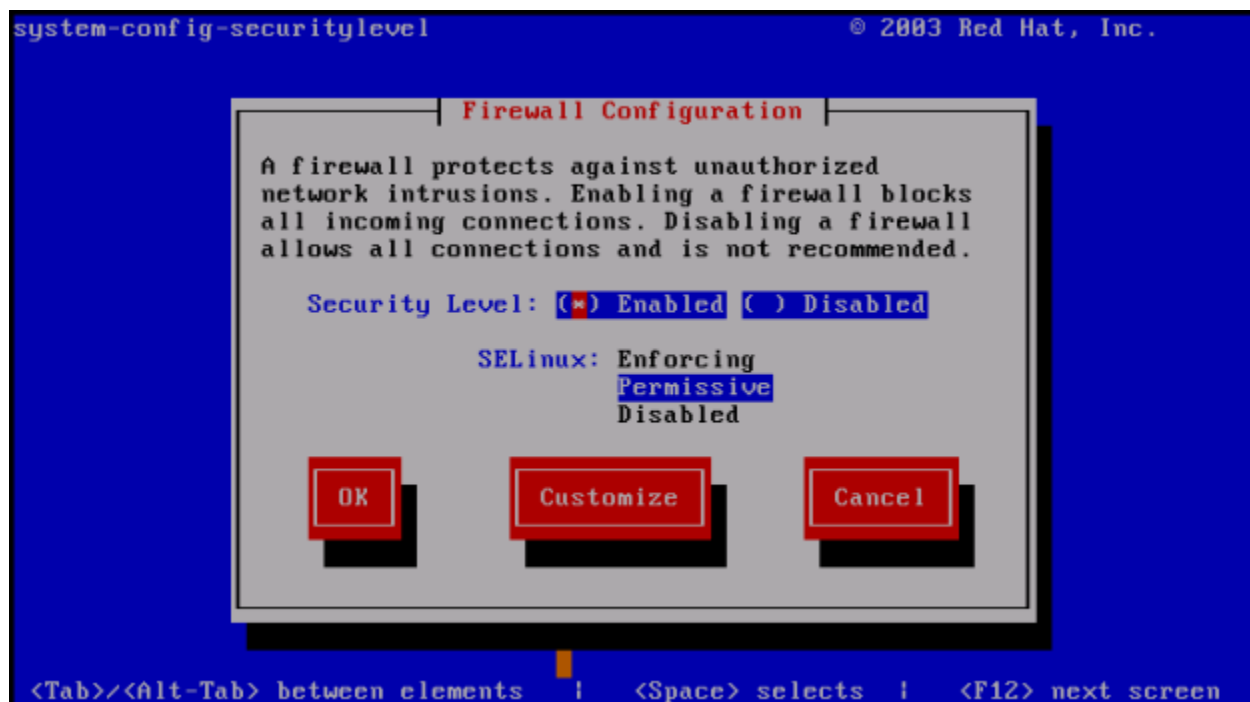 system-config-securitylevel © 2003 Red Hat, Inc.
Firewall Configuration
A firewall protects against unauthorized
network intrusions. Enabling a firewall blocks
all incoming connections. Disabling a firewall
allows all connections and is not recommended.
Security Level: (*) Enabled ( ) Disabled
SELinux: Enforcing
Permissive
Disabled
OK Customize Cancel
<Tab>/<Alt-Tab> between elements | <Space> selects | <F12> next screen